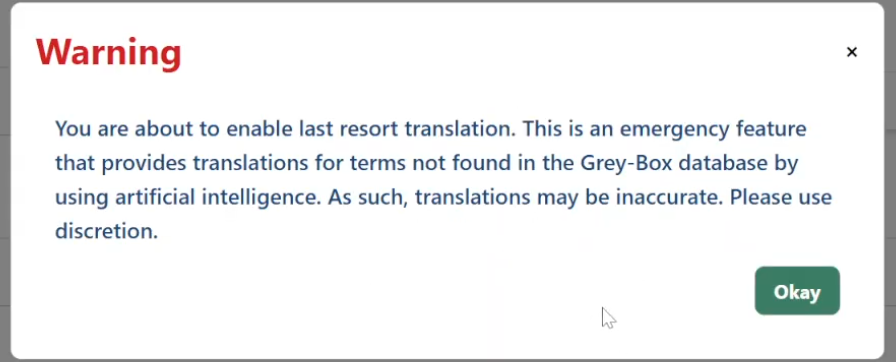 Warning
×
You are about to enable last resort translation. This is an emergency feature
that provides translations for terms not found in the Grey-Box database by
using artificial intelligence. As such, translations may be inaccurate. Please use
discretion.
Okay